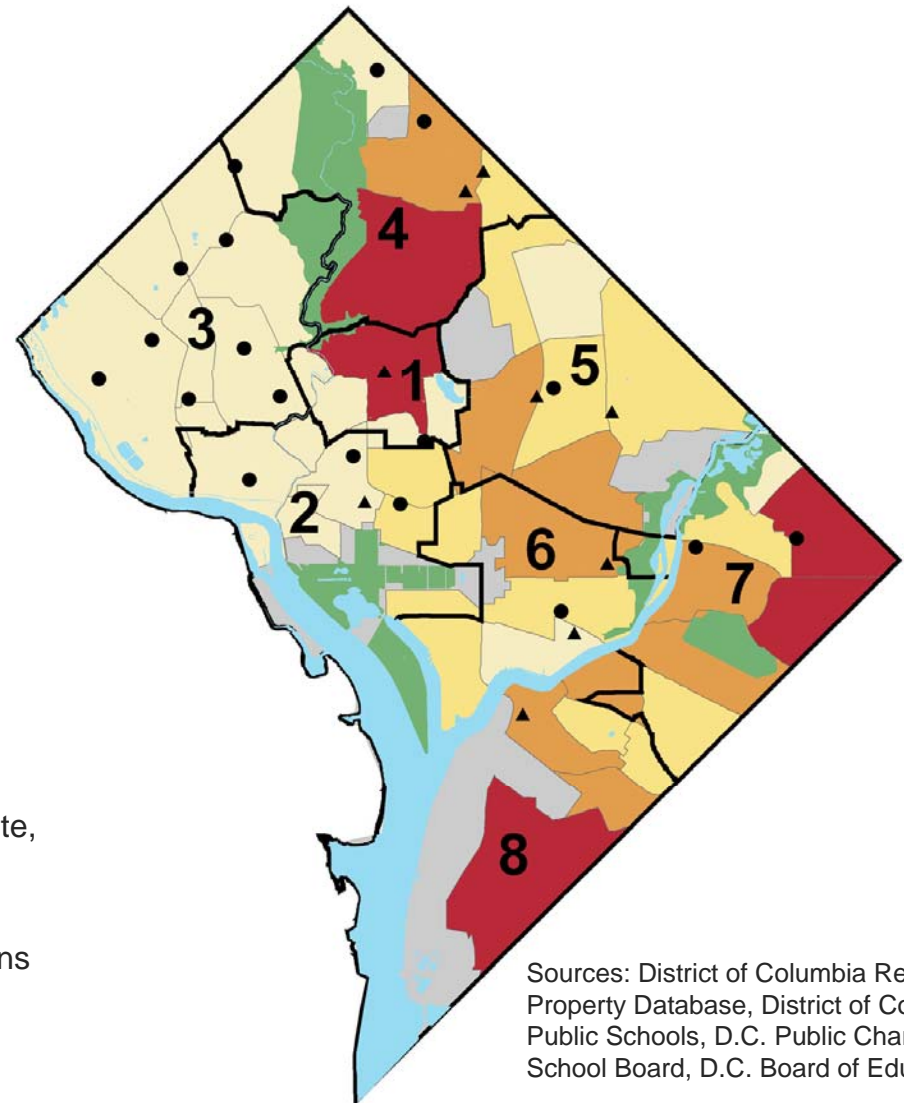 4
3
1
5
2
6
7
8
te,
ns
Sources: District of Columbia Re
Property Database, District of Co
Public Schools, D.C. Public Char
School Board, D.C. Board of Edu